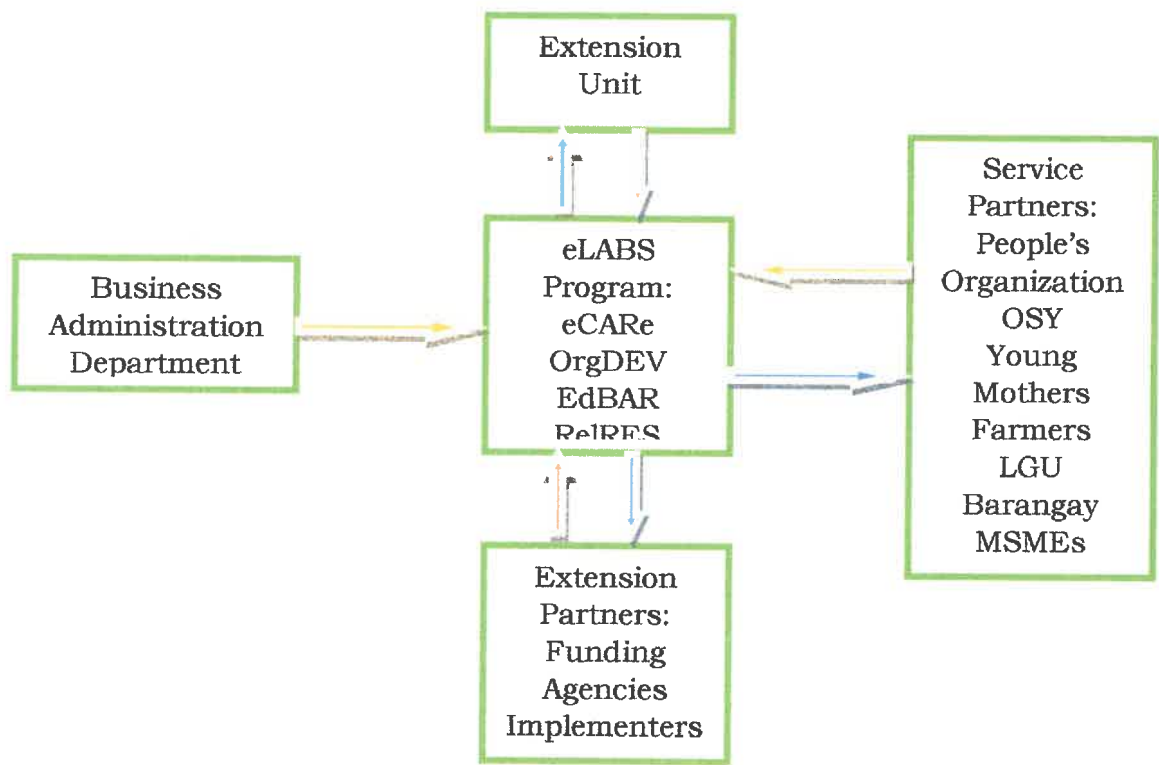 Extension
Unit
Business
Administration
Department
eLABS
Program:
eCARe
OrgDEV
EdBAR
RelRES
Service
Partners:
People's
Organization
OSY
Young
Mothers
Farmers
LGU
Barangay
MSMEs
Extension
Partners:
Funding
Agencies
Implementers